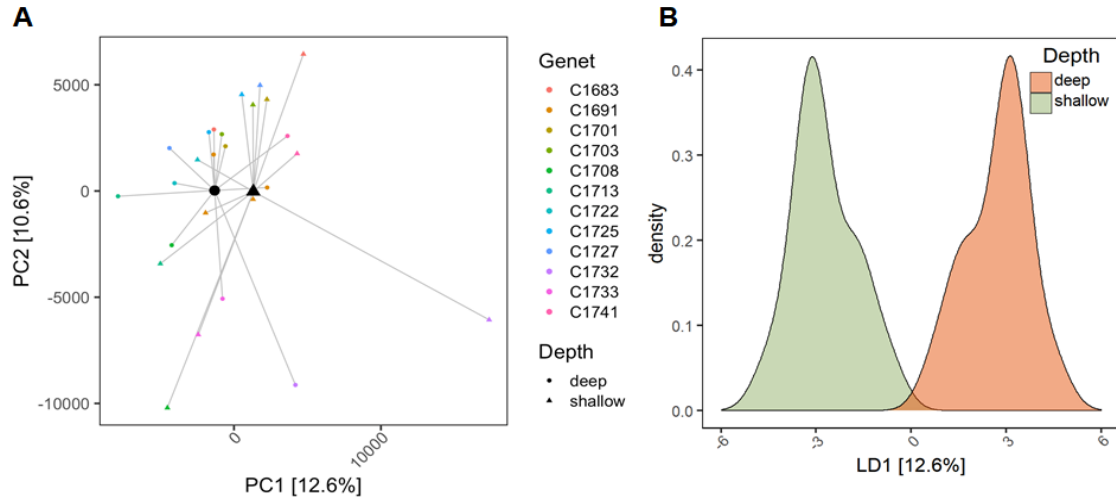 A
PC2 [10.6%]
5000
0
-5000
-10000
0
10000
PC1 [12.6%]
Genet
C1683
C1691
C1701
C1703
C1708
C1713
C1722
C1725
C1727
C1732
C1733
C1741
Depth
deep
shallow
B
density
0.4
0.3
0.2
0.1
0.0
-6
-3
0
3
6
LD1 [12.6%]
Depth
deep
shallow